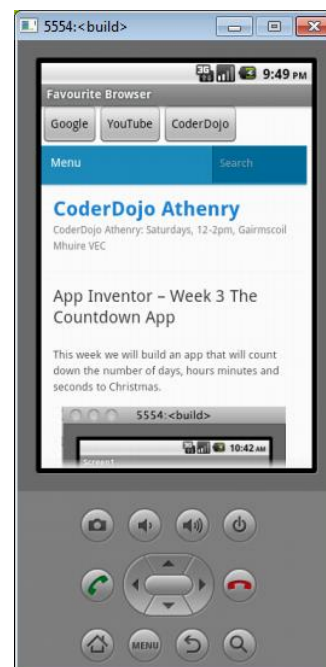 5554:<build>
3G 9:49 PM
Favourite Browser
Google YouTube CoderDojo
Menu Search
CoderDojo Athenry
CoderDojo Athenry: Saturdays, 12-2pm, Gairmscoil
Mhuire VEC
App Inventor – Week 3 The
Countdown App
This week we will build an app that will count
down the number of days, hours minutes and
seconds to Christmas.
5554:<build>
10:42 AM
Screen1
MENU